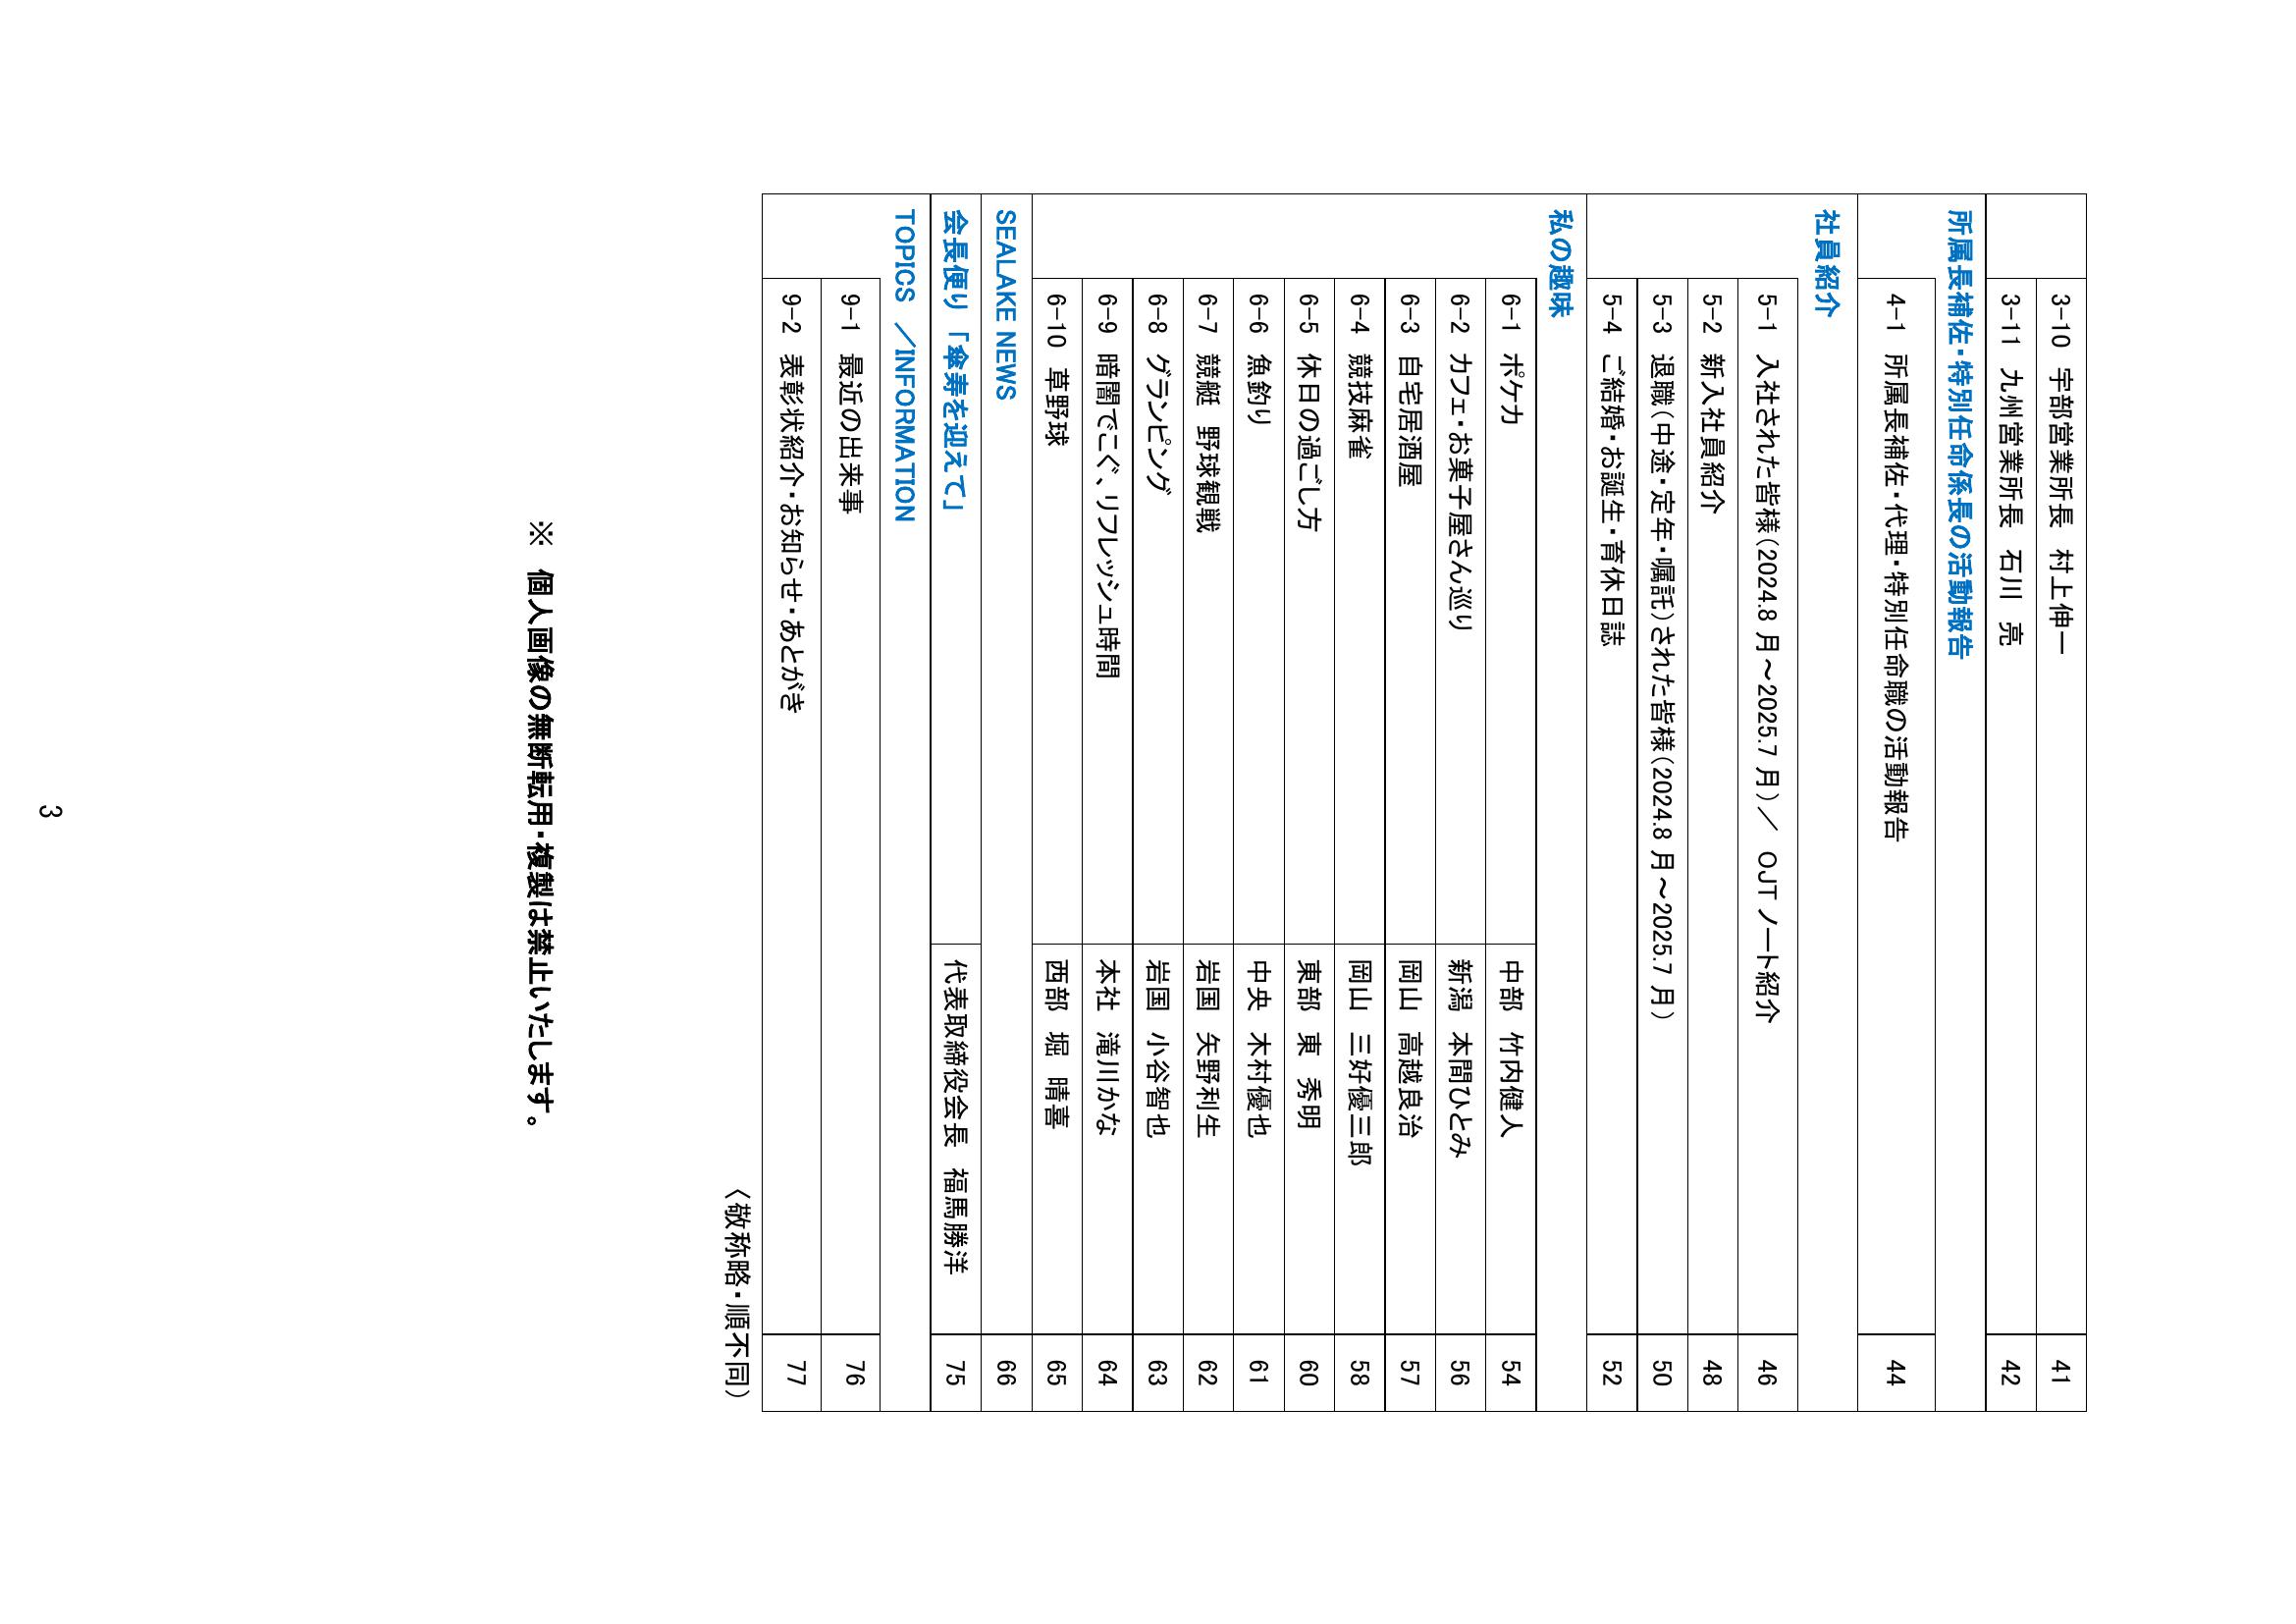 3-10 宇部営業所長　村上伸一 41
3-11 九州営業所長　石川　亮 42
所属長補佐・特別任命係長の活動報告
4-1 所属長補佐・代理・特別任命職の活動報告 44
社員紹介
5-1 入社された皆様(2024.8 月～2025.7 月)／　OJT ノート紹介 46
5-2 新入社員紹介 48
5-3 退職(中途・定年・嘱託)された皆様(2024.8 月～2025.7 月) 50
5-4 ご結婚・お誕生・育休日誌 52
私の趣味
6-1 ポケカ 中部　竹内健人 54
6-2 カフェ・お菓子屋さん巡り 新潟　本間ひとみ 56
6-3 自宅居酒屋 岡山　高越良治 57
6-4 競技麻雀 岡山　三好優三郎 58
6-5 休日の過ごし方 東部　東　秀明 60
6-6 魚釣り 中央　木村優也 61
6-7 競艇　野球観戦 岩国　矢野利生 62
6-8 グランピング 岩国　小谷智也 63
6-9 暗闇でこぐ、リフレッシュ時間 本社　滝川かな 64
6-10 草野球 西部　堀　晴喜 65
SEALAKE NEWS 66
会長便り「傘寿を迎えて」 代表取締役会長　福馬勝洋 75
TOPICS　／INFORMATION
9-1 最近の出来事 76
9-2 表彰状紹介・お知らせ・あとがき 77
〈敬称略・順不同）
※　個人画像の無断転用・複製は禁止いたします。
3